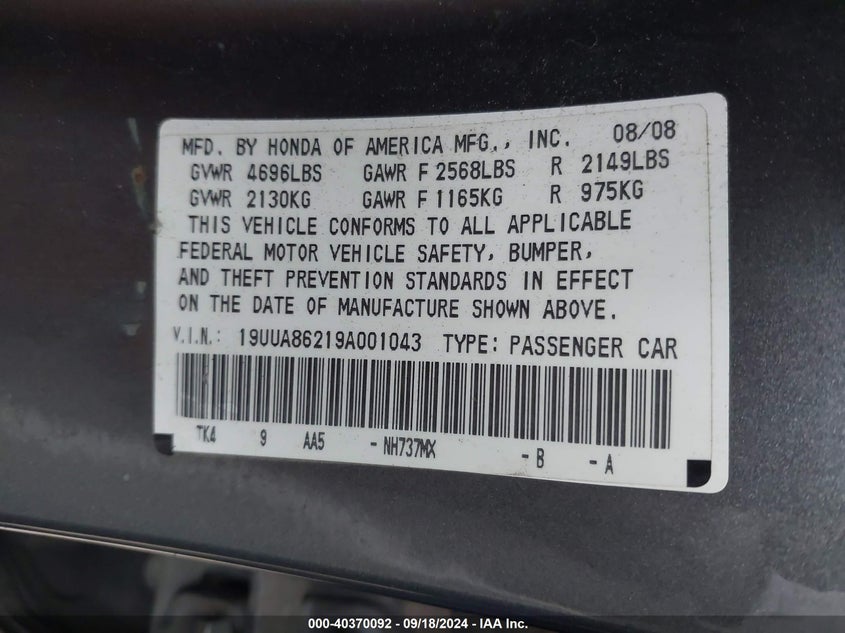 MFD. BY HONDA OF AMERICA MFG., INC. 08/08
GVWR 4696LBS GAWR F 2568LBS R 2149LBS
GVWR 2130KG GAWR F 1165KG R 975KG
THIS VEHICLE CONFORMS TO ALL APPLICABLE
FEDERAL MOTOR VEHICLE SAFETY, BUMPER,
AND THEFT PREVENTION STANDARDS IN EFFECT
ON THE DATE OF MANUFACTURE SHOWN ABOVE.
V.I.N.: 19UUA86219A001043 TYPE: PASSENGER CAR
TK4 9 AA5 -NH737MX -B -A
000-40370092 - 09/18/2024 - IAA Inc.